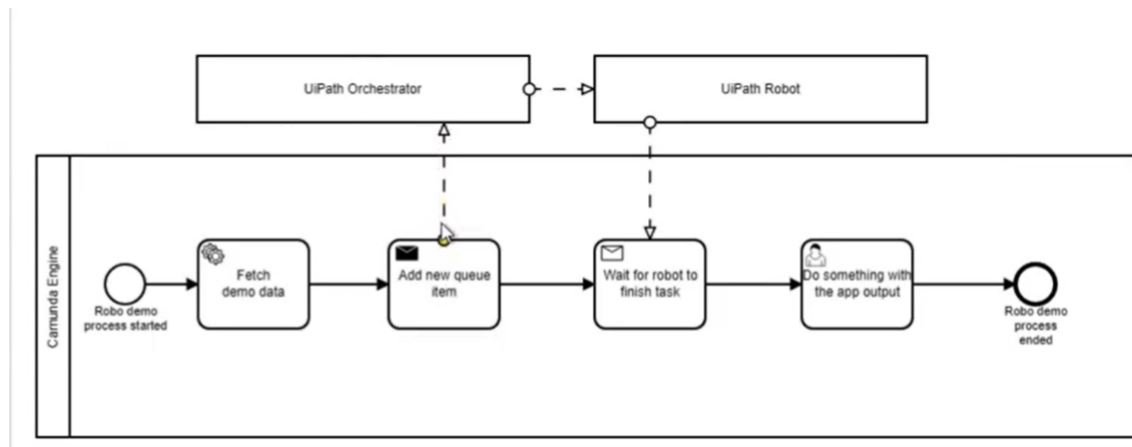 UiPath Orchestrator
UiPath Robot
Camunda Engine
Robo demo
process started
Fetch
demo data
Add new queue
item
Wait for robot to
finish task
Do something with
the app output
Robo demo
process
ended